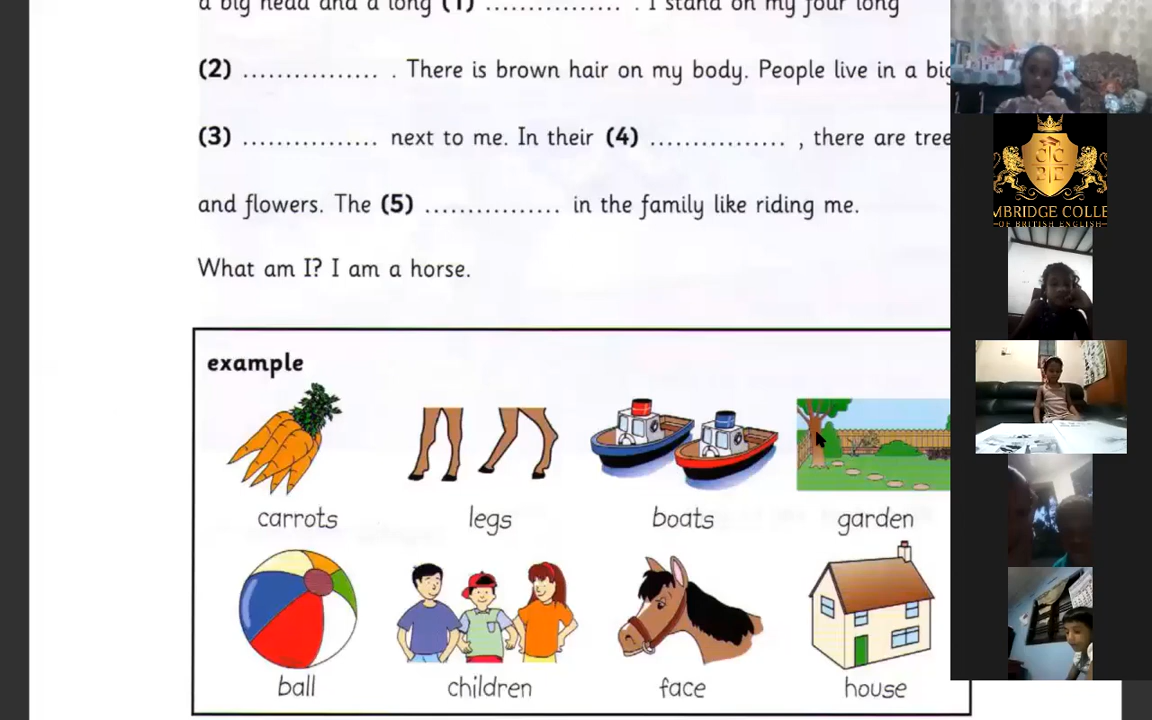 a big head and a long (1) ................ . I stand on my four long
(2) ................ . There is brown hair on my body. People live in a big
(3) ................ next to me. In their (4) ................ , there are tree
and flowers. The (5) ................ in the family like riding me.
What am I? I am a horse.
example
carrots legs boats garden
ball children face house
MBRIDGE COLLE
OF BRITISH ENGLISH